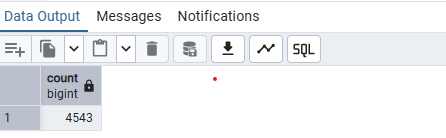 Data Output Messages Notifications
SQL
count
bigint
1 4543